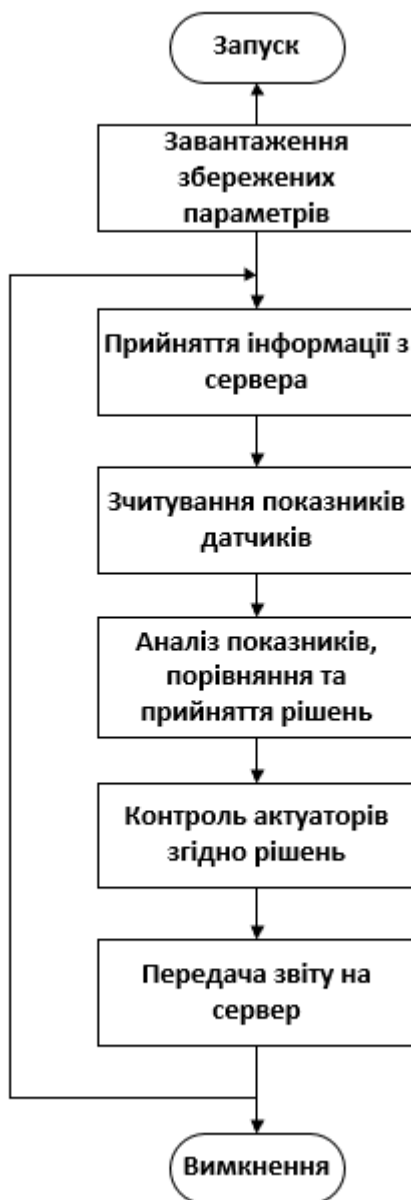 Запуск
Завантаження
збережених
параметрів
Прийняття інформації з
сервера
Зчитування показників
датчиків
Аналіз показників,
порівняння та
прийняття рішень
Контроль актуаторів
згідно рішень
Передача звіту на
сервер
Вимкнення